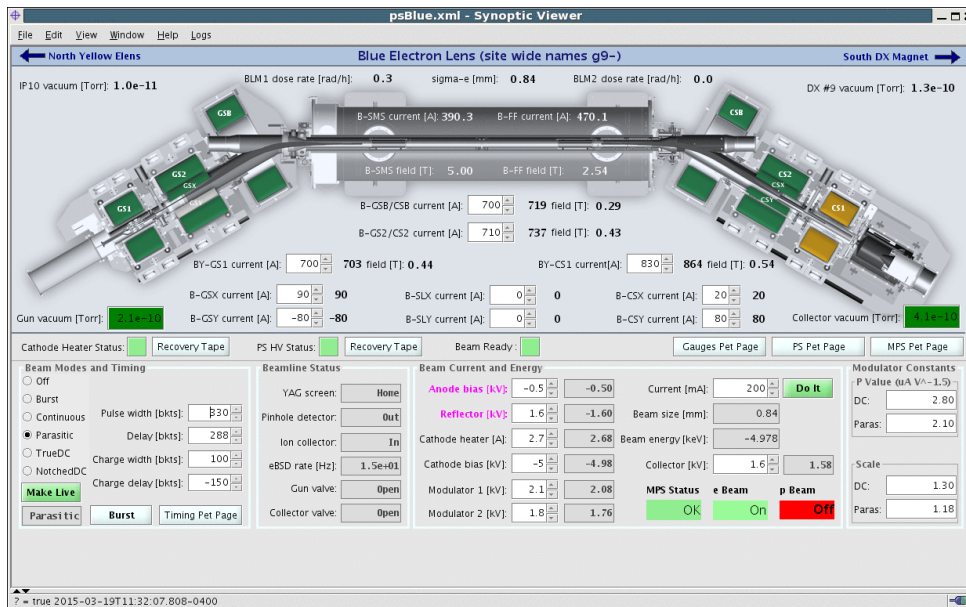 psBlue.xml - Synoptic Viewer
File Edit View Window Help Logs
North Yellow Elens Blue Electron Lens (site wide names g9-) South DX Magnet
IP10 vacuum [Torr]: 1.0e-11 BLM1 dose rate [rad/h]: 0.3 sigma-e [mm]: 0.84 BLM2 dose rate [rad/h]: 0.0 DX #9 vacuum [Torr]: 1.3e-10
GSB B-SMS current [A]: 390.3 B-FF current [A]: 470.1 CSB
GS2 GSX B-SMS field [T]: 5.00 B-FF field [T]: 2.54 CS2 CSX
GS1 B-GSB/CSB current [A]: 700 719 field [T]: 0.29 CSY CS1
B-GS2/CS2 current [A]: 710 737 field [T]: 0.43
BY-GS1 current [A]: 700 703 field [T]: 0.44 BY-CS1 current[A]: 830 864 field [T]: 0.54
B-GSX current [A]: 90 90 B-SLX current [A]: 0 0 B-CSX current [A]: 20 20
Gun vacuum [Torr]: 2.1e-10 B-GSY current [A]: -80 -80 B-SLY current [A]: 0 0 B-CSY current [A]: 80 80 Collector vacuum [Torr]: 4.1e-10
Cathode Heater Status: Recovery Tape PS HV Status: Recovery Tape Beam Ready : Gauges Pet Page PS Pet Page MPS Pet Page
Beam Modes and Timing
Off
Burst
Continuous
Parasitic
TrueDC
NotchedDC
Pulse width [bkts]: 330
Delay [bkts]: 288
Charge width [bkts]: 100
Charge delay [bkts]: -150
Make Live
Parasitic Burst Timing Pet Page
Beamline Status
YAG screen: Home
Pinhole detector: Out
Ion collector: In
eBSD rate [Hz]: 1.5e+01
Gun valve: Open
Collector valve: Open
Beam Current and Energy
Anode bias [kV]: -0.5 -0.50
Reflector [kV]: 1.6 -1.60
Cathode heater [A]: 2.7 2.68
Cathode bias [kV]: -5 -4.98
Modulator 1 [kV]: 2.1 2.08
Modulator 2 [kV]: 1.8 1.76
Current [mA]: 200 Do It
Beam size [mm]: 0.84
Beam energy [keV]: -4.978
Collector [kV]: 1.6 1.58
MPS Status e Beam p Beam
OK On Off
Modulator Constants
P Value (uA V^-1.5)
DC: 2.80
Paras: 2.10
Scale
DC: 1.30
Paras: 1.18
? = true 2015-03-19T11:32:07.808-0400